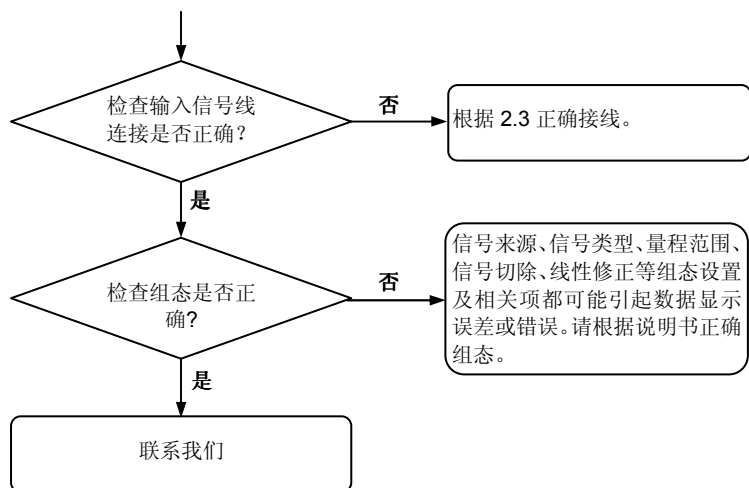 检查输入信号线
连接是否正确？
否
根据 2.3 正确接线。
是
检查组态是否正
确?
否
信号来源、信号类型、量程范围、
信号切除、线性修正等组态设置
及相关项都可能引起数据显示
误差或错误。请根据说明书正确
组态。
是
联系我们